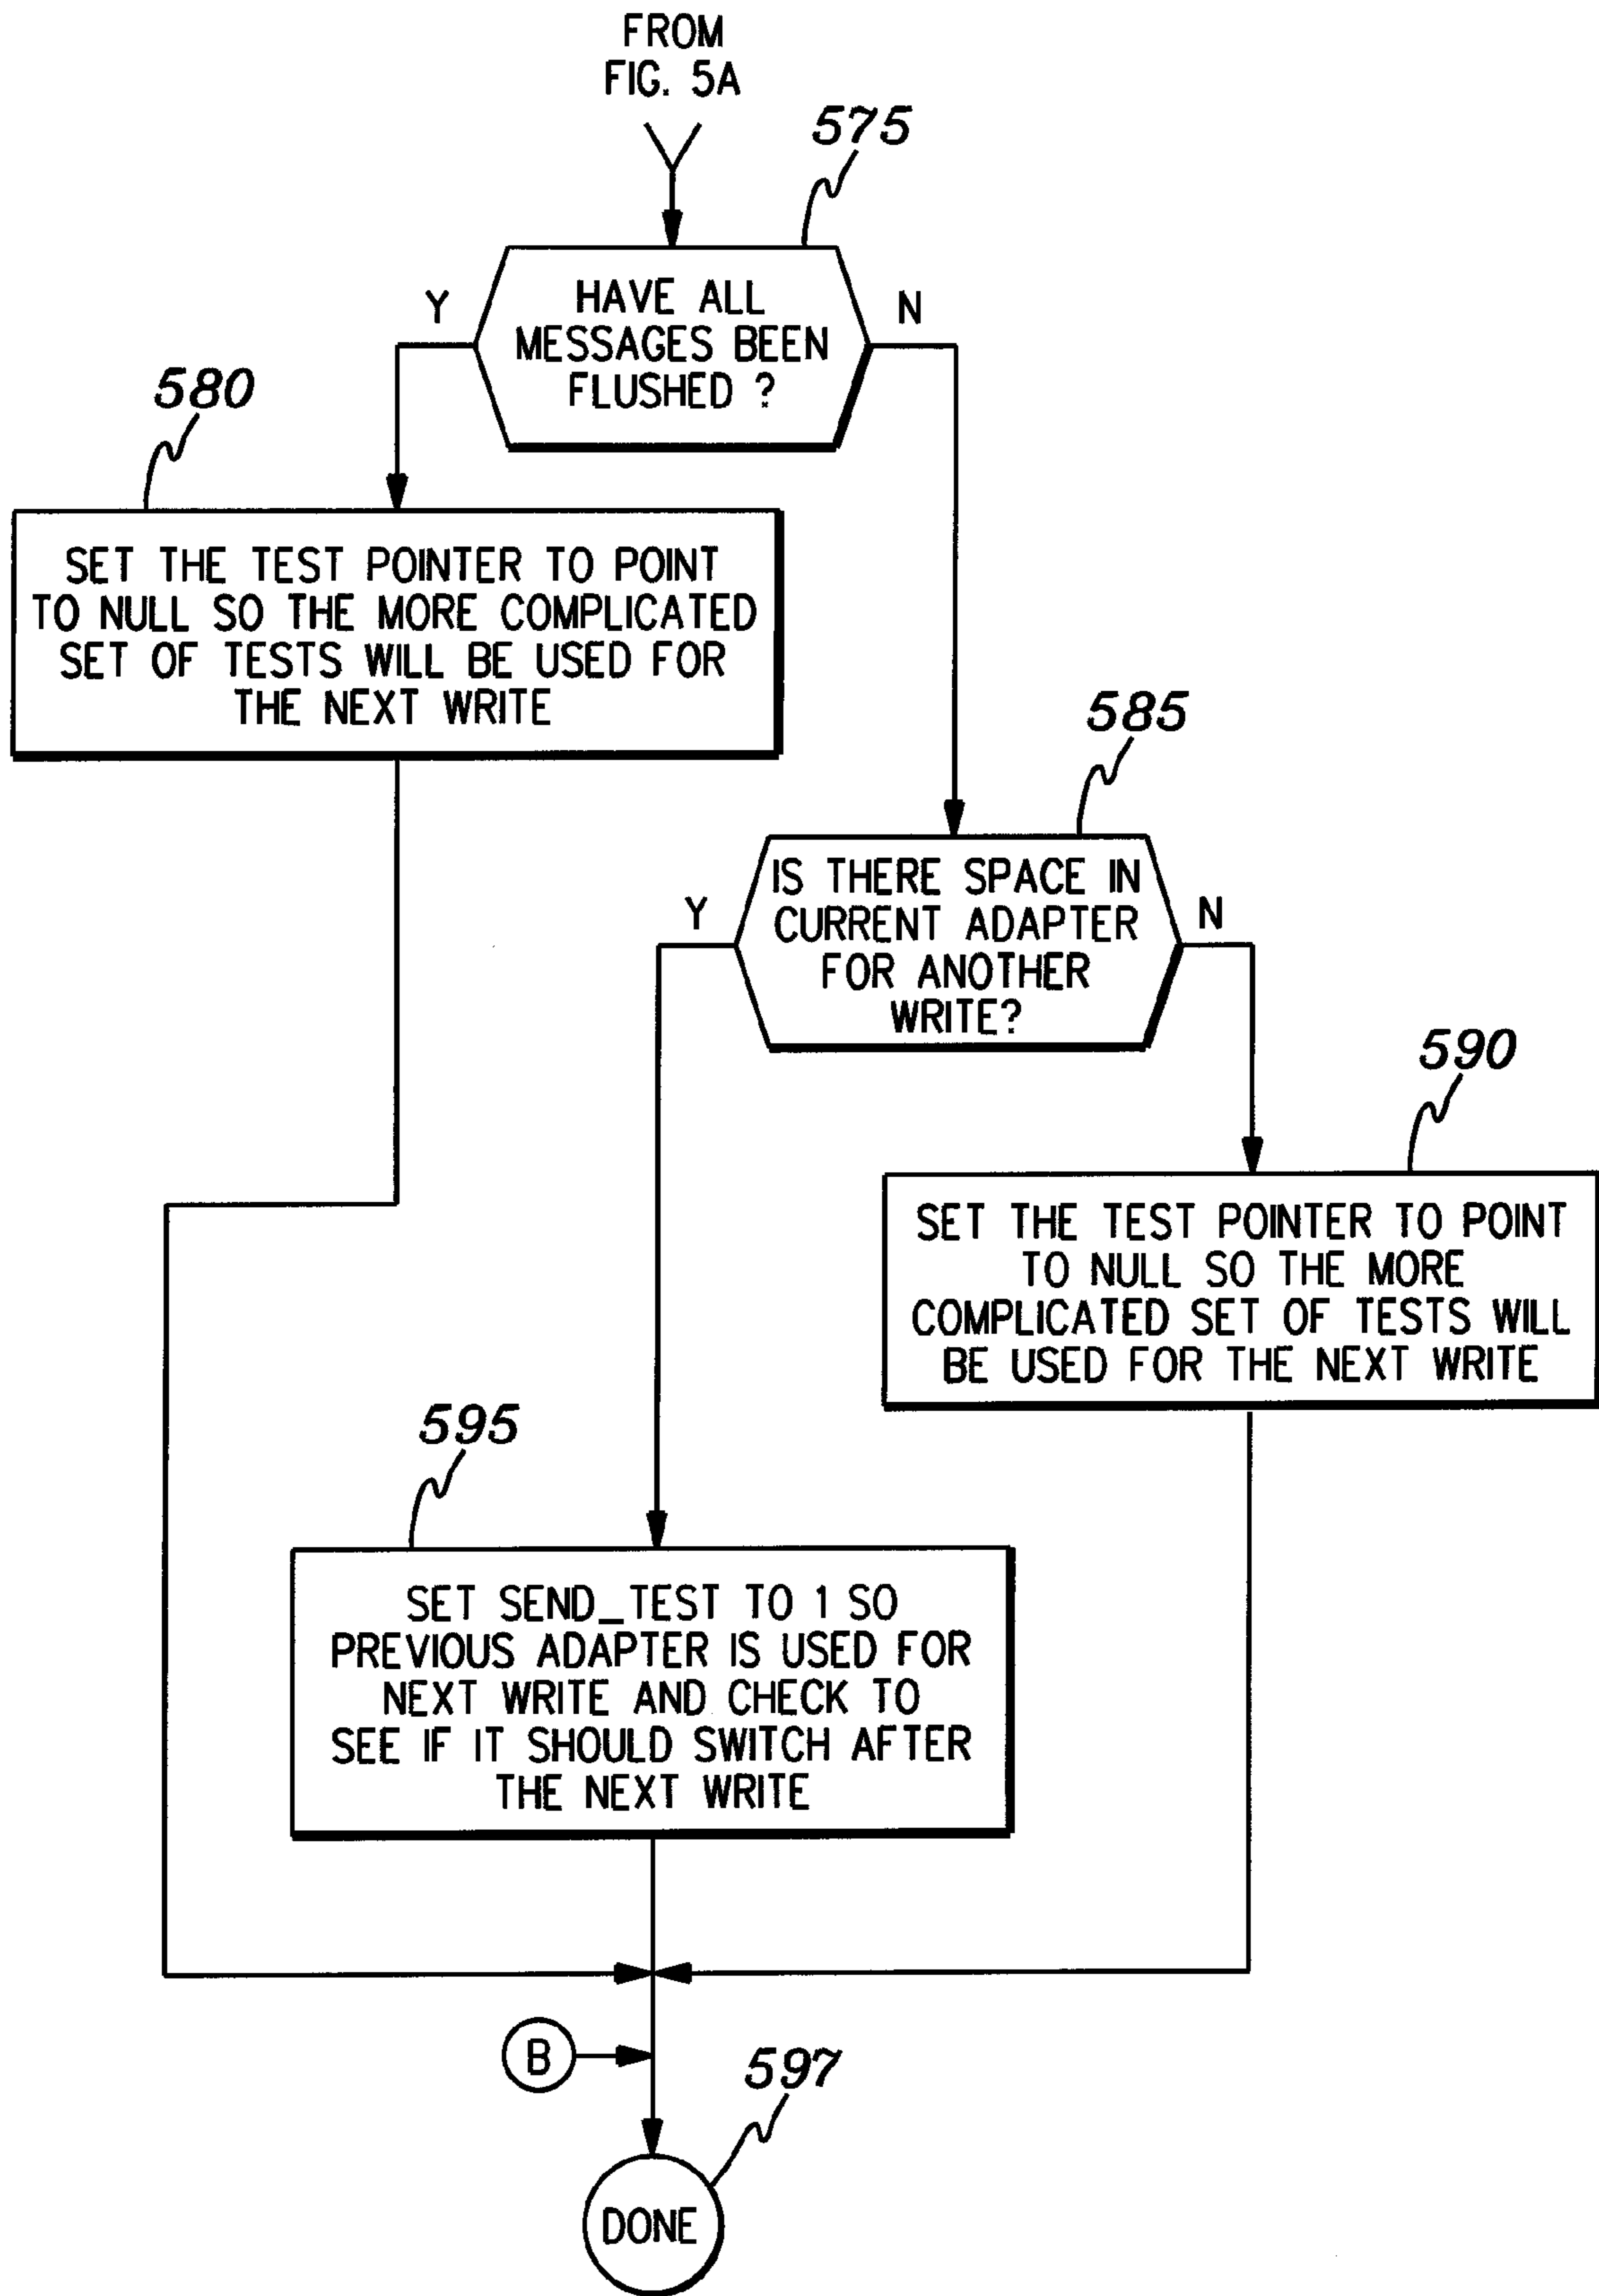 FROM
FIG. 5A
575
HAVE ALL
MESSAGES BEEN
FLUSHED ?
Y
N
580
SET THE TEST POINTER TO POINT
TO NULL SO THE MORE COMPLICATED
SET OF TESTS WILL BE USED FOR
THE NEXT WRITE
585
IS THERE SPACE IN
CURRENT ADAPTER
FOR ANOTHER
WRITE?
Y
N
590
SET THE TEST POINTER TO POINT
TO NULL SO THE MORE
COMPLICATED SET OF TESTS WILL
BE USED FOR THE NEXT WRITE
595
SET SEND_TEST TO 1 SO
PREVIOUS ADAPTER IS USED FOR
NEXT WRITE AND CHECK TO
SEE IF IT SHOULD SWITCH AFTER
THE NEXT WRITE
B
597
DONE